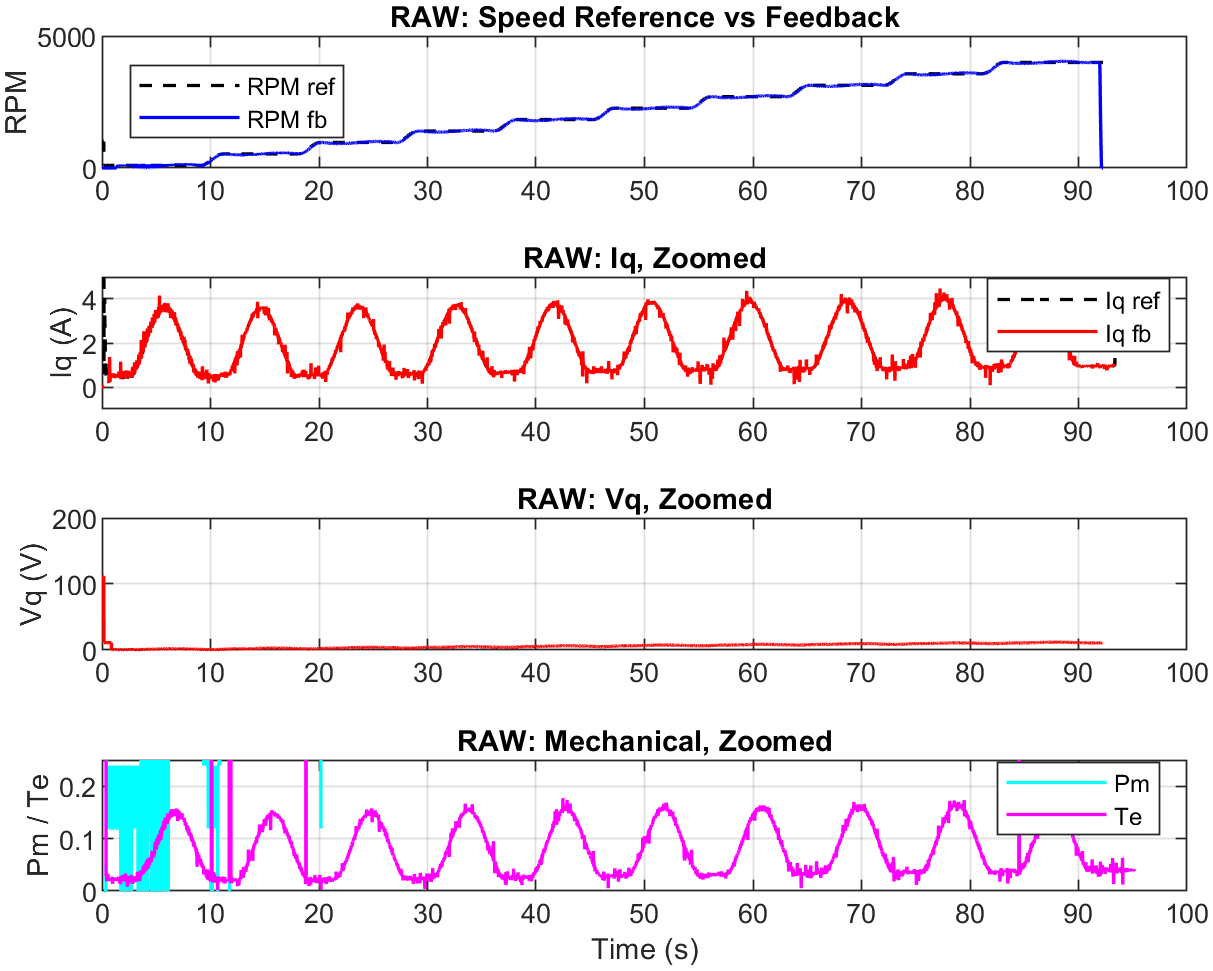 RAW: Speed Reference vs Feedback
5000
0
RPM
RPM ref
RPM fb
0 10 20 30 40 50 60 70 80 90 100
RAW: Iq, Zoomed
4
2
0
Iq (A)
Iq ref
Iq fb
0 10 20 30 40 50 60 70 80 90 100
RAW: Vq, Zoomed
200
100
0
Vq (V)
0 10 20 30 40 50 60 70 80 90 100
RAW: Mechanical, Zoomed
0.2
0.1
0
Pm / Te
Pm
Te
0 10 20 30 40 50 60 70 80 90 100
Time (s)